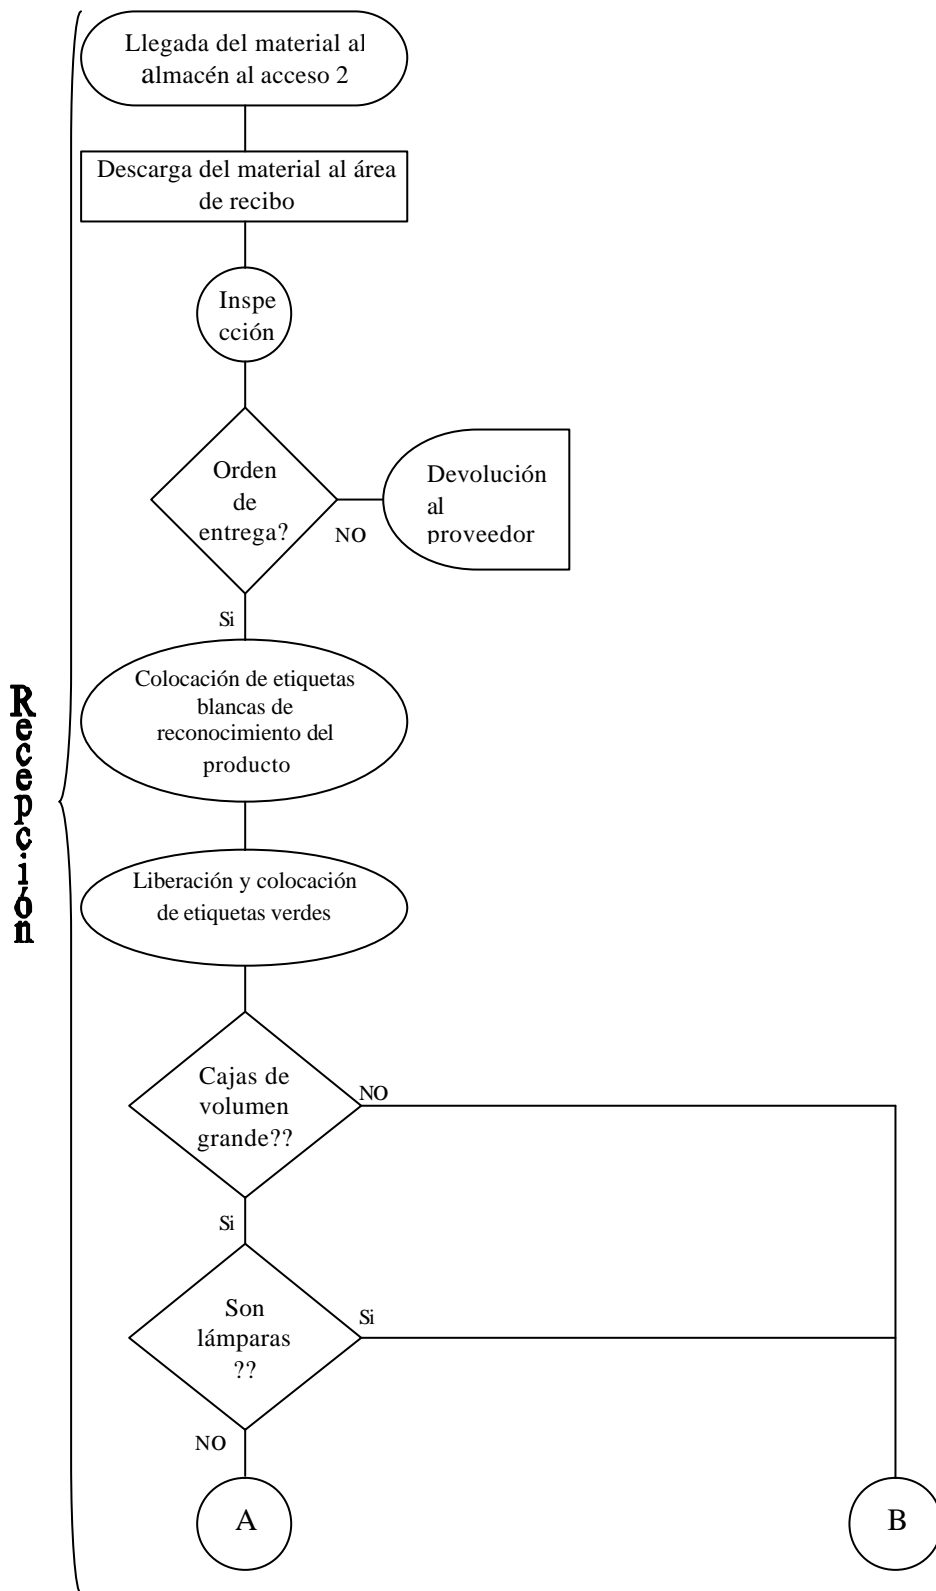 Llegada del material al
almacén al acceso 2
Descarga del material al área
de recibo
Inspe
cción
Orden
de
entrega?
NO
Devolución
al
proveedor
Si
Colocación de etiquetas
blancas de
reconocimiento del
producto
Recepción
Liberación y colocación
de etiquetas verdes
Cajas de
volumen
grande??
NO
Si
Son
lámparas
??
Si
NO
A
B